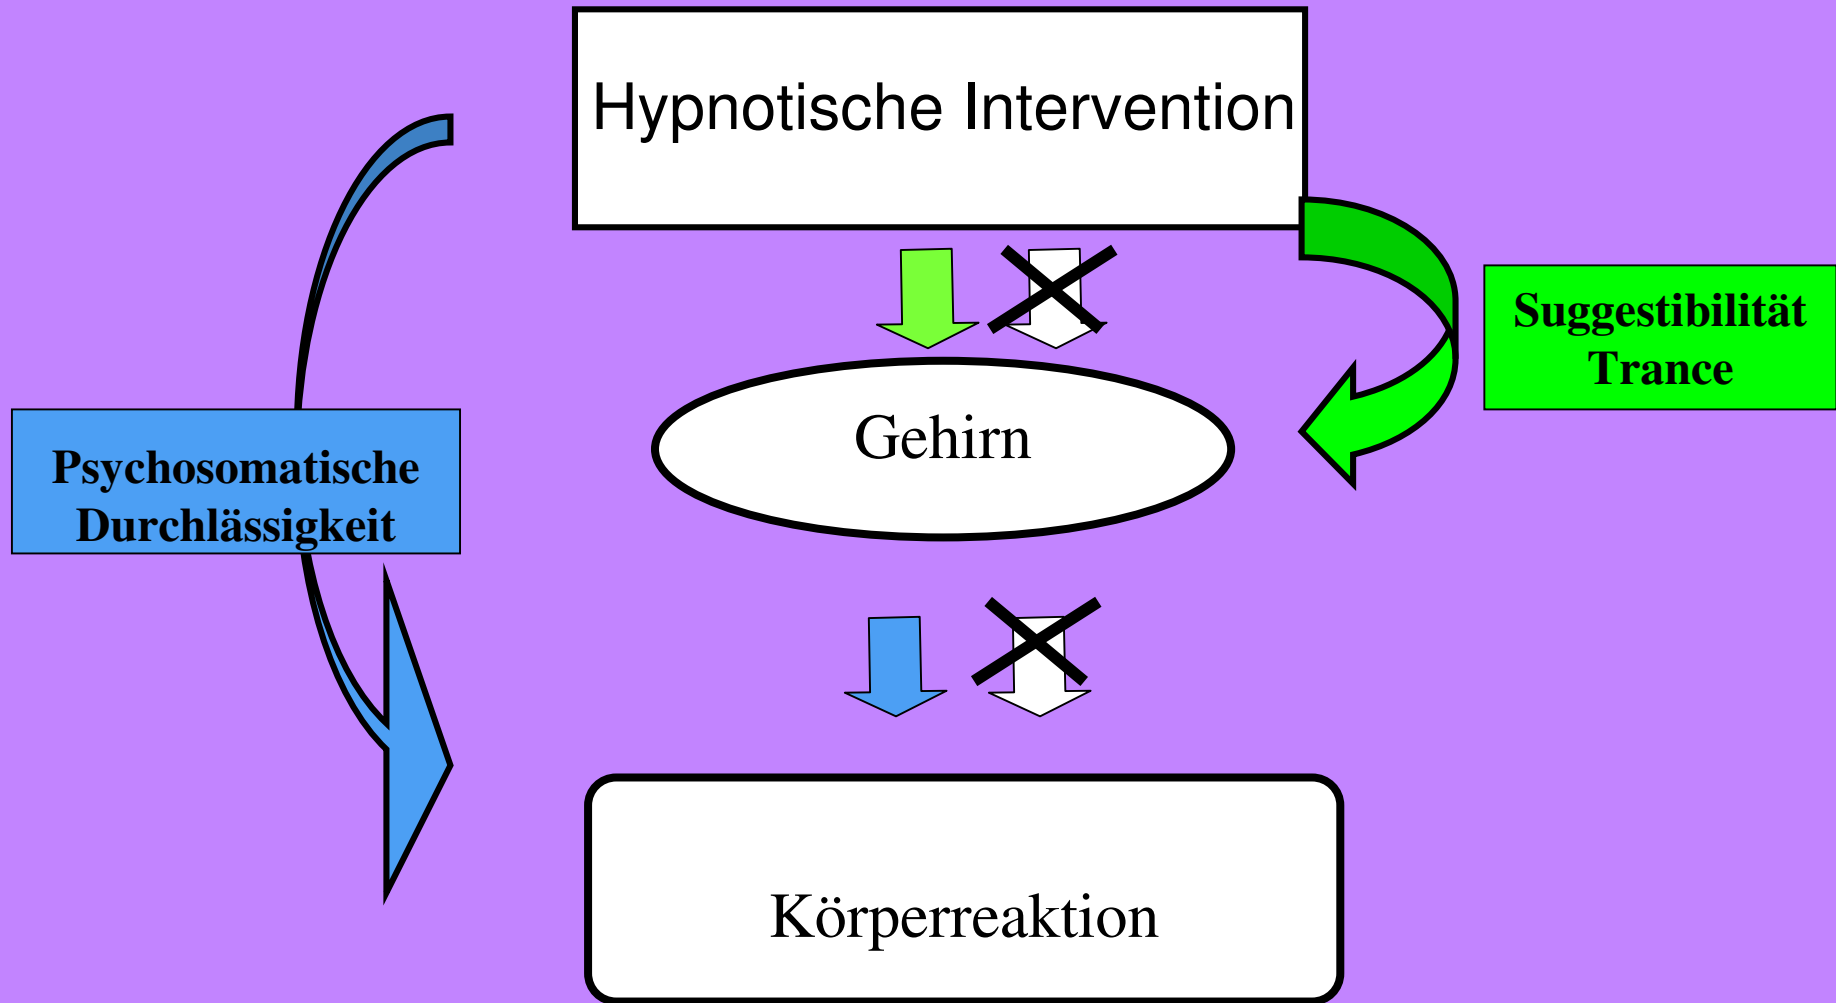 Hypnotische Intervention
Suggestibilität
Trance
Gehirn
Psychosomatische
Durchlässigkeit
Körperreaktion